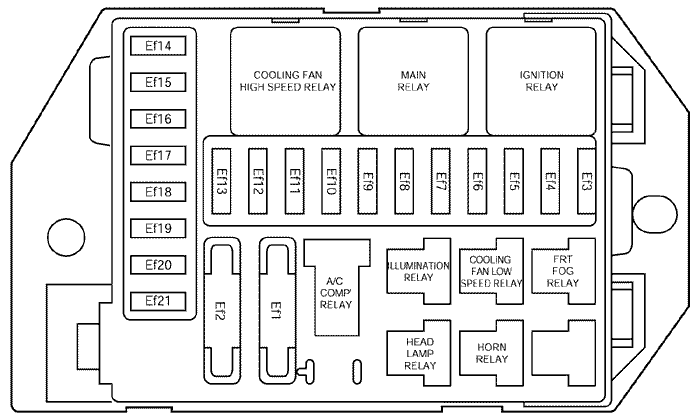 Ef14
Ef15
Ef16
Ef17
Ef18
Ef19
Ef20
Ef21
COOLING FAN
HIGH SPEED RELAY
MAIN
RELAY
IGNITION
RELAY
Ef13
Ef12
Ef11
Ef10
Ef9
Ef8
Ef7
Ef6
Ef5
Ef4
Ef3
Ef2
Ef1
A/C
COMP'
RELAY
ILLUMINATION
RELAY
COOLING
FAN LOW
SPEED RELAY
FRT
FOG
RELAY
HEAD
LAMP
RELAY
HORN
RELAY